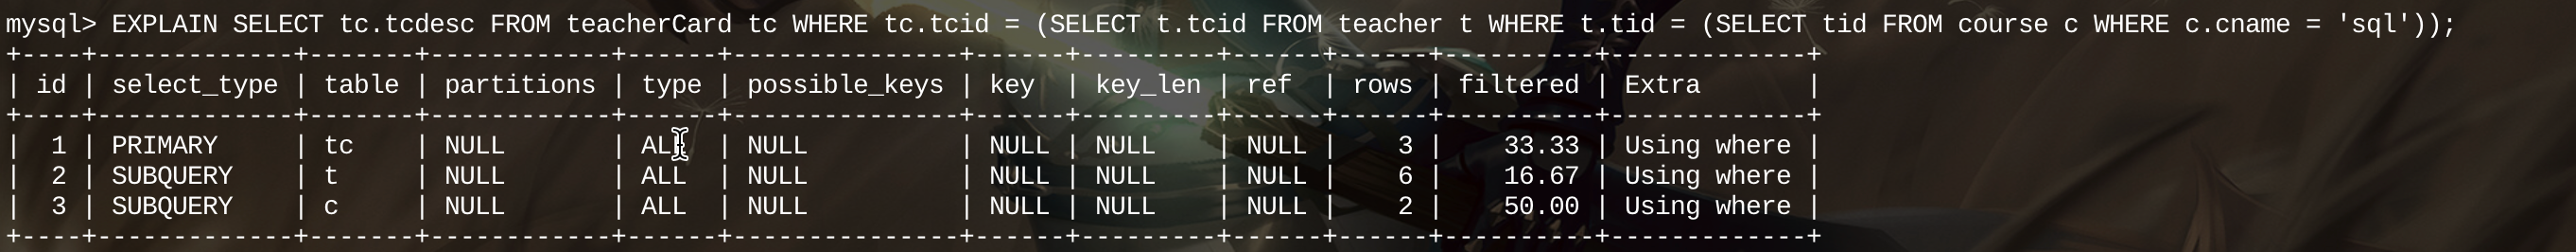 mysql> EXPLAIN SELECT tc.tcdesc FROM teacherCard tc WHERE tc.tcid = (SELECT t.tcid FROM teacher t WHERE t.tid = (SELECT tid FROM course c WHERE c.cname = 'sql'));
+----+-------------+-------+------------+------+---------------+------+---------+------+------+----------+-------------+
| id | select_type | table | partitions | type | possible_keys | key  | key_len | ref  | rows | filtered | Extra       |
+----+-------------+-------+------------+------+---------------+------+---------+------+------+----------+-------------+
|  1 | PRIMARY     | tc    | NULL       | ALL  | NULL          | NULL | NULL    | NULL |    3 |    33.33 | Using where |
|  2 | SUBQUERY    | t     | NULL       | ALL  | NULL          | NULL | NULL    | NULL |    6 |    16.67 | Using where |
|  3 | SUBQUERY    | c     | NULL       | ALL  | NULL          | NULL | NULL    | NULL |    2 |    50.00 | Using where |
+----+-------------+-------+------------+------+---------------+------+---------+------+------+----------+-------------+